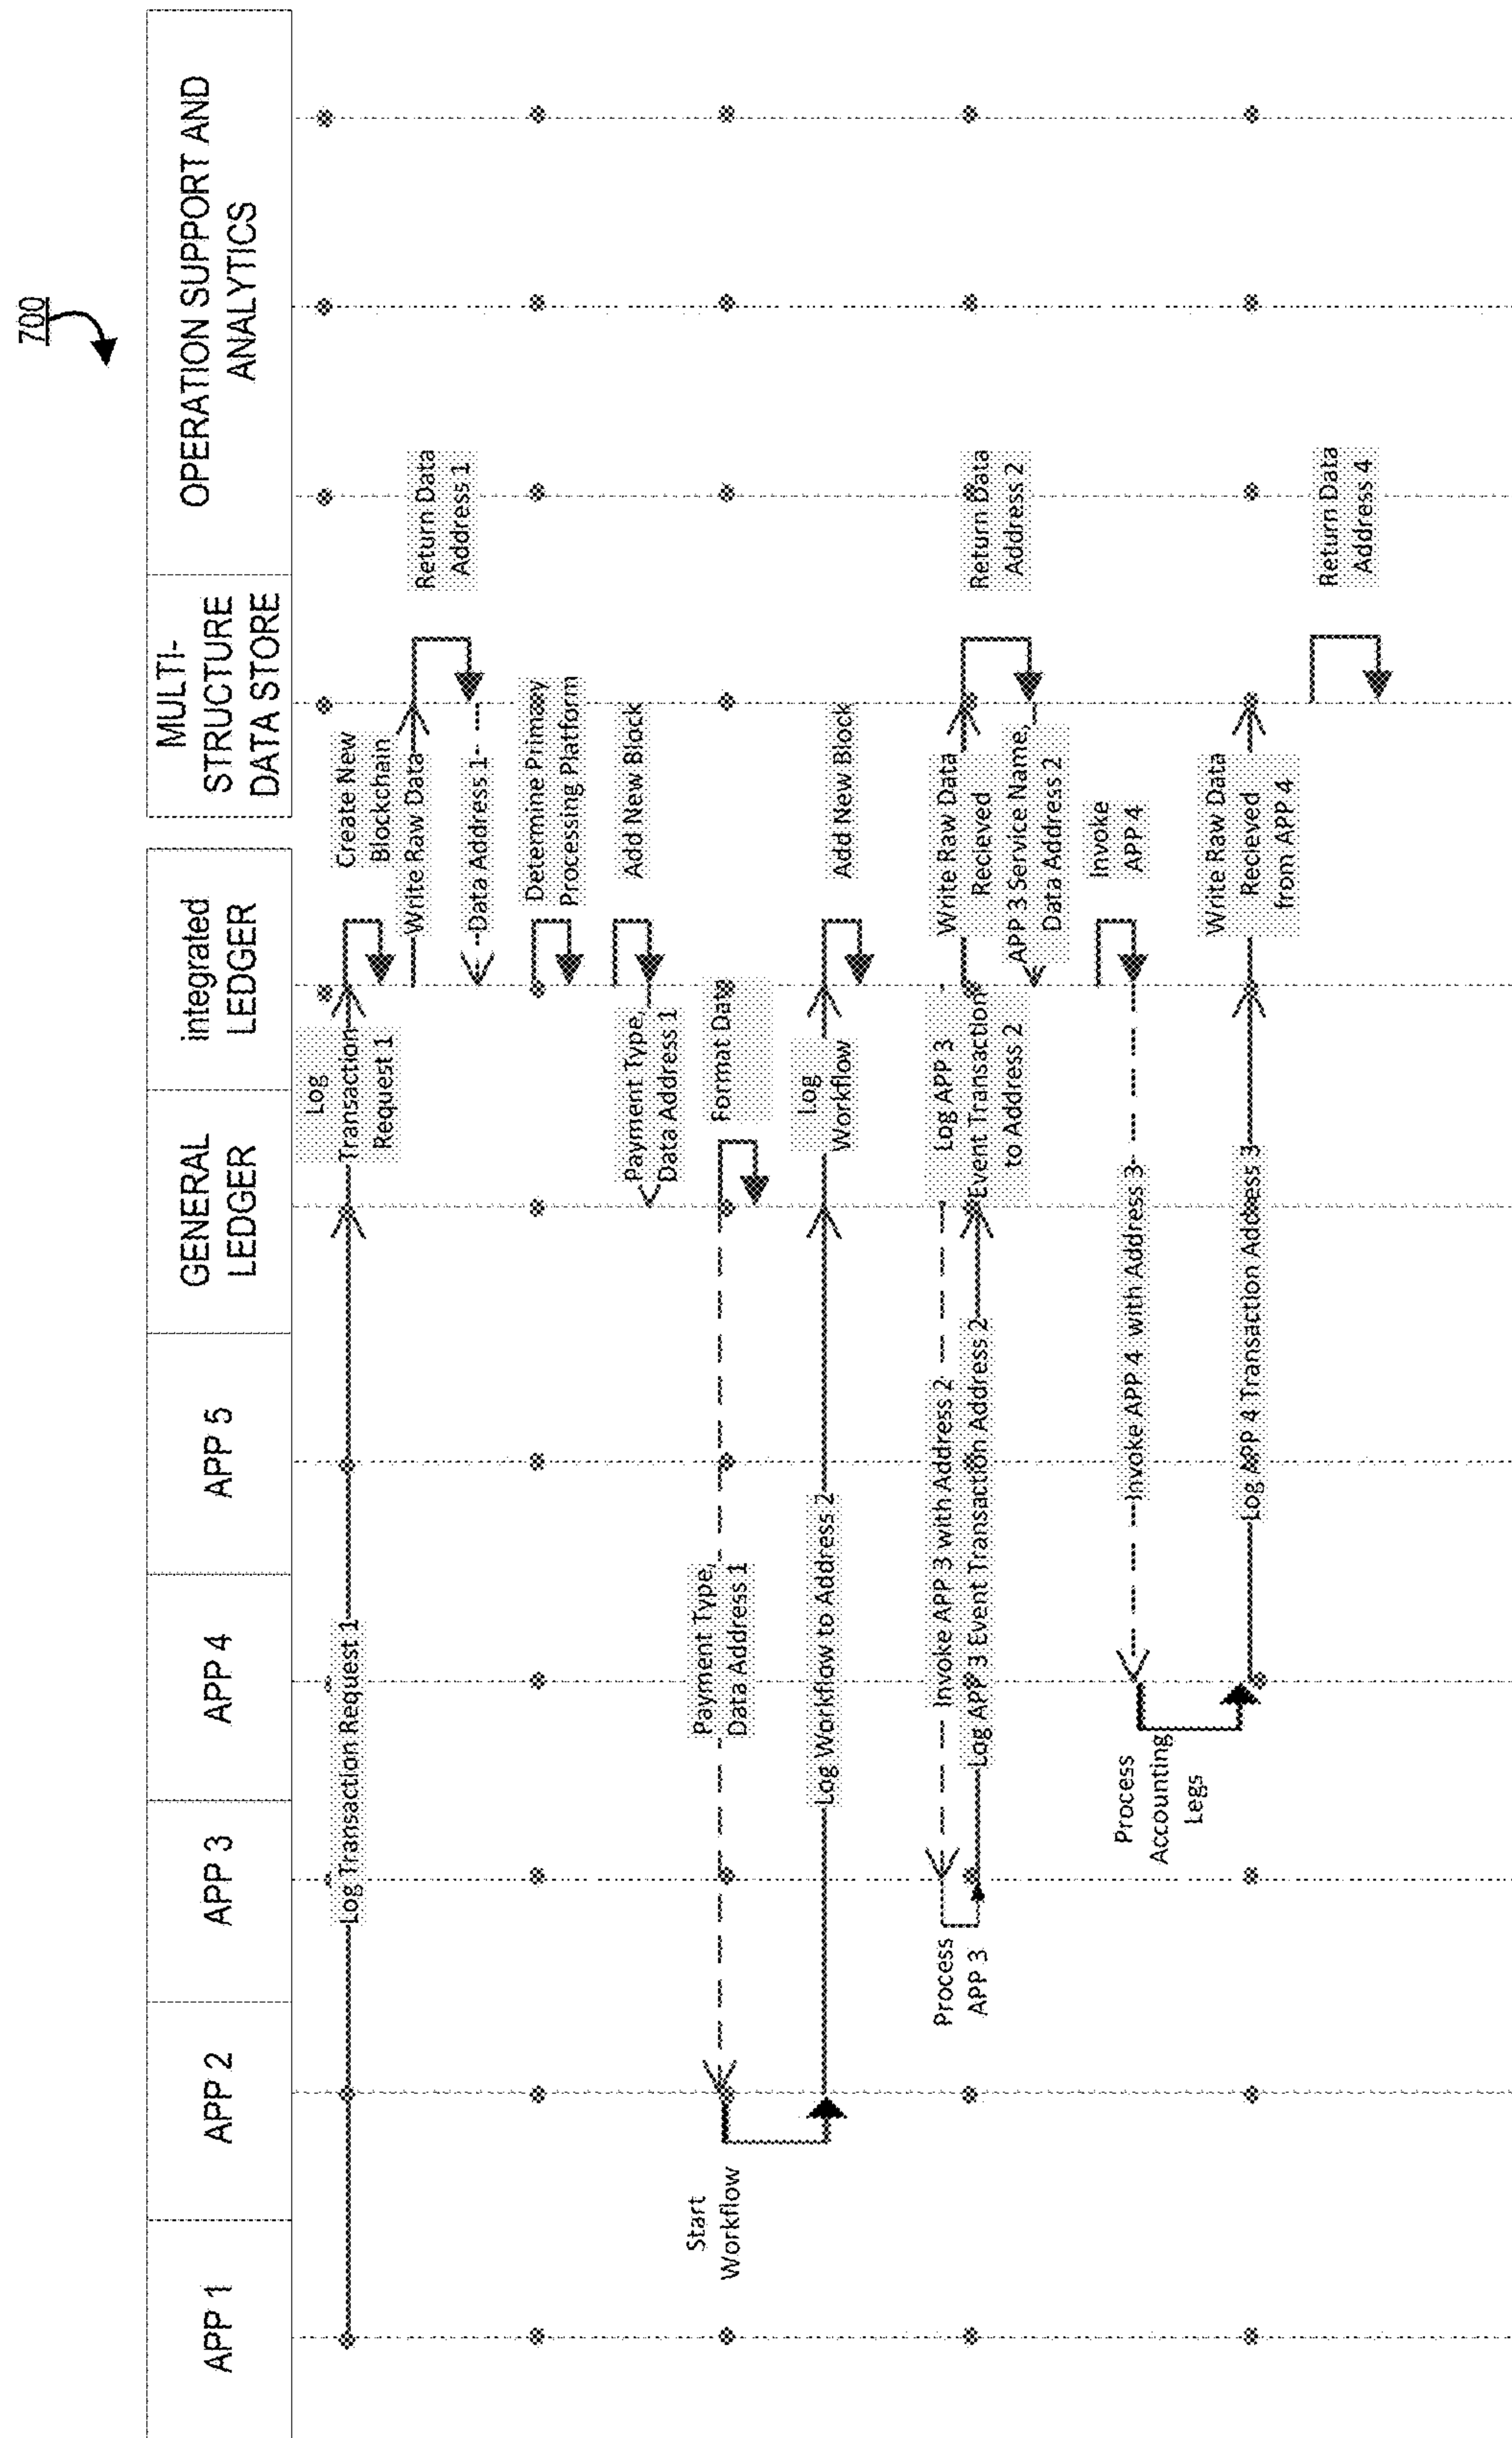 700
APP 1
APP 2
APP 3
APP 4
APP 5
GENERAL
LEDGER
integrated
LEDGER
MULTI-
STRUCTURE
DATA STORE
OPERATION SUPPORT AND
ANALYTICS
Log Transaction Request 1
Log
Transaction
Request 1
Create New
Blockchain
Write Raw Data
Return Data
Address 1
Data Address 1
Determine Primary
Processing Platform
Add New Block
Payment Type,
Data Address 1
Format Data
Payment Type,
Data Address 1
Start
Workflow
Log Workflow to Address 2
Log
Workflow
Add New Block
Invoke APP 3 with Address 2
Process
APP 3
Log APP 3 Event Transaction Address 2
Log APP 3
Event Transaction
to Address 2
Write Raw Data
Recieved
Return Data
Address 2
APP 3 Service Name,
Data Address 2
Invoke
APP 4
Invoke APP 4 with Address 3
Process
Accounting
Legs
Log APP 4 Transaction Address 3
Write Raw Data
Recieved
from APP 4
Return Data
Address 4